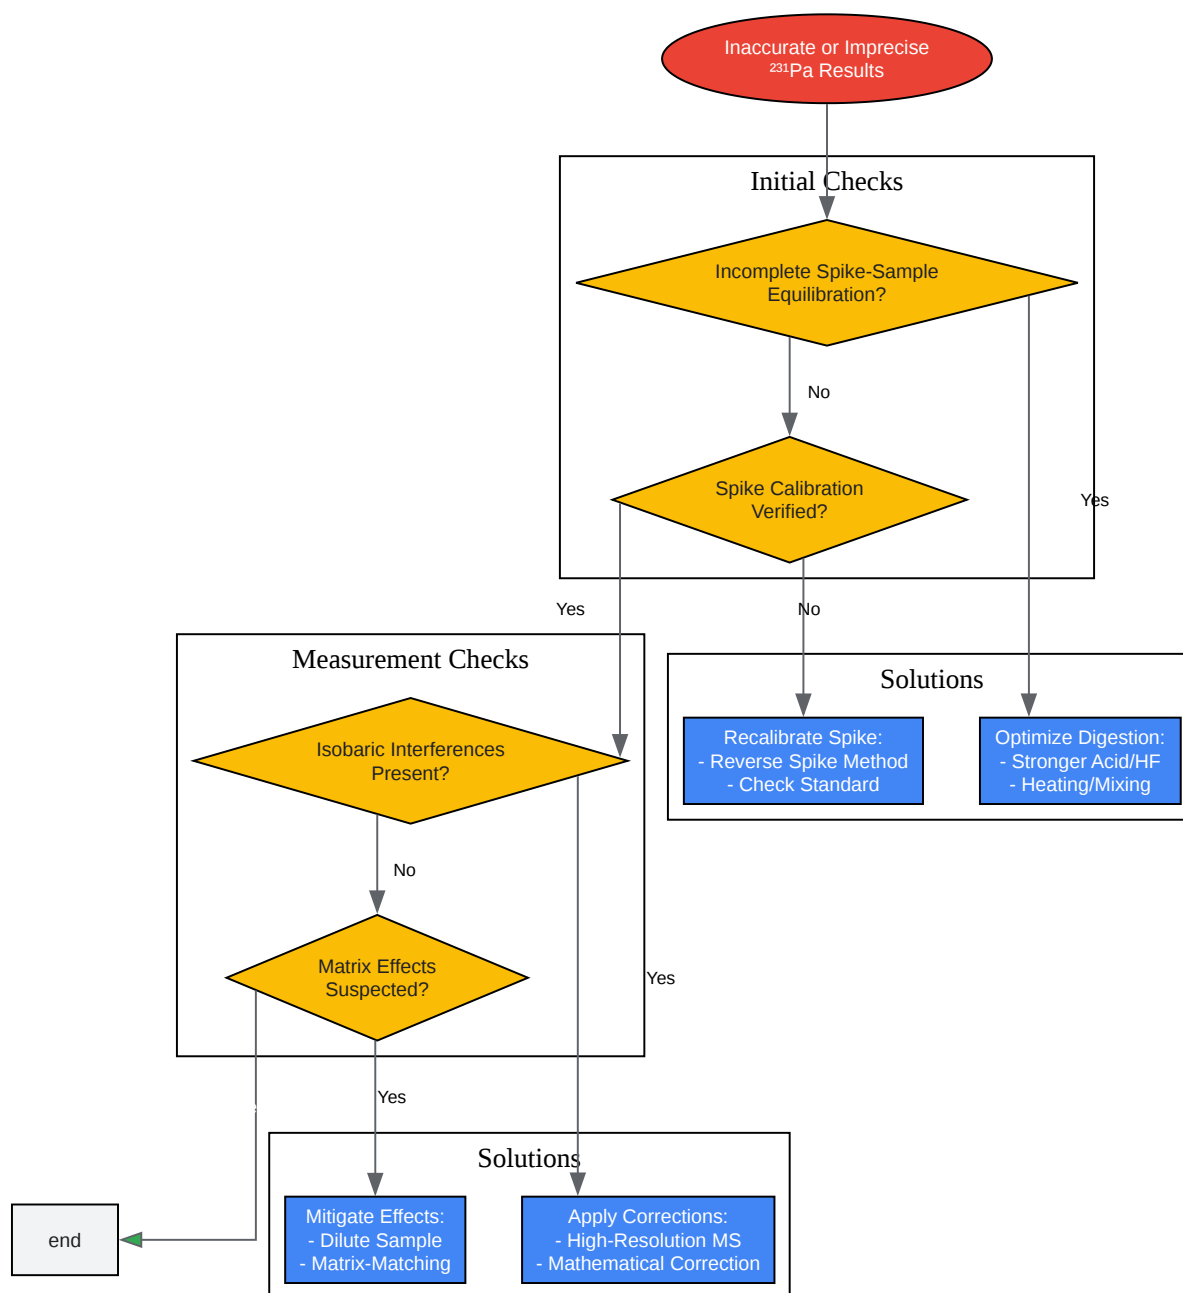 Inaccurate or Imprecise
²³¹Pa Results
Initial Checks
Incomplete Spike-Sample
Equilibration?
No
Yes
Spike Calibration
Verified?
Yes
No
Measurement Checks
Isobaric Interferences
Present?
No
Yes
Matrix Effects
Suspected?
Yes
Solutions
Recalibrate Spike:
- Reverse Spike Method
- Check Standard
Optimize Digestion:
- Stronger Acid/HF
- Heating/Mixing
Solutions
Mitigate Effects:
- Dilute Sample
- Matrix-Matching
Apply Corrections:
- High-Resolution MS
- Mathematical Correction
end